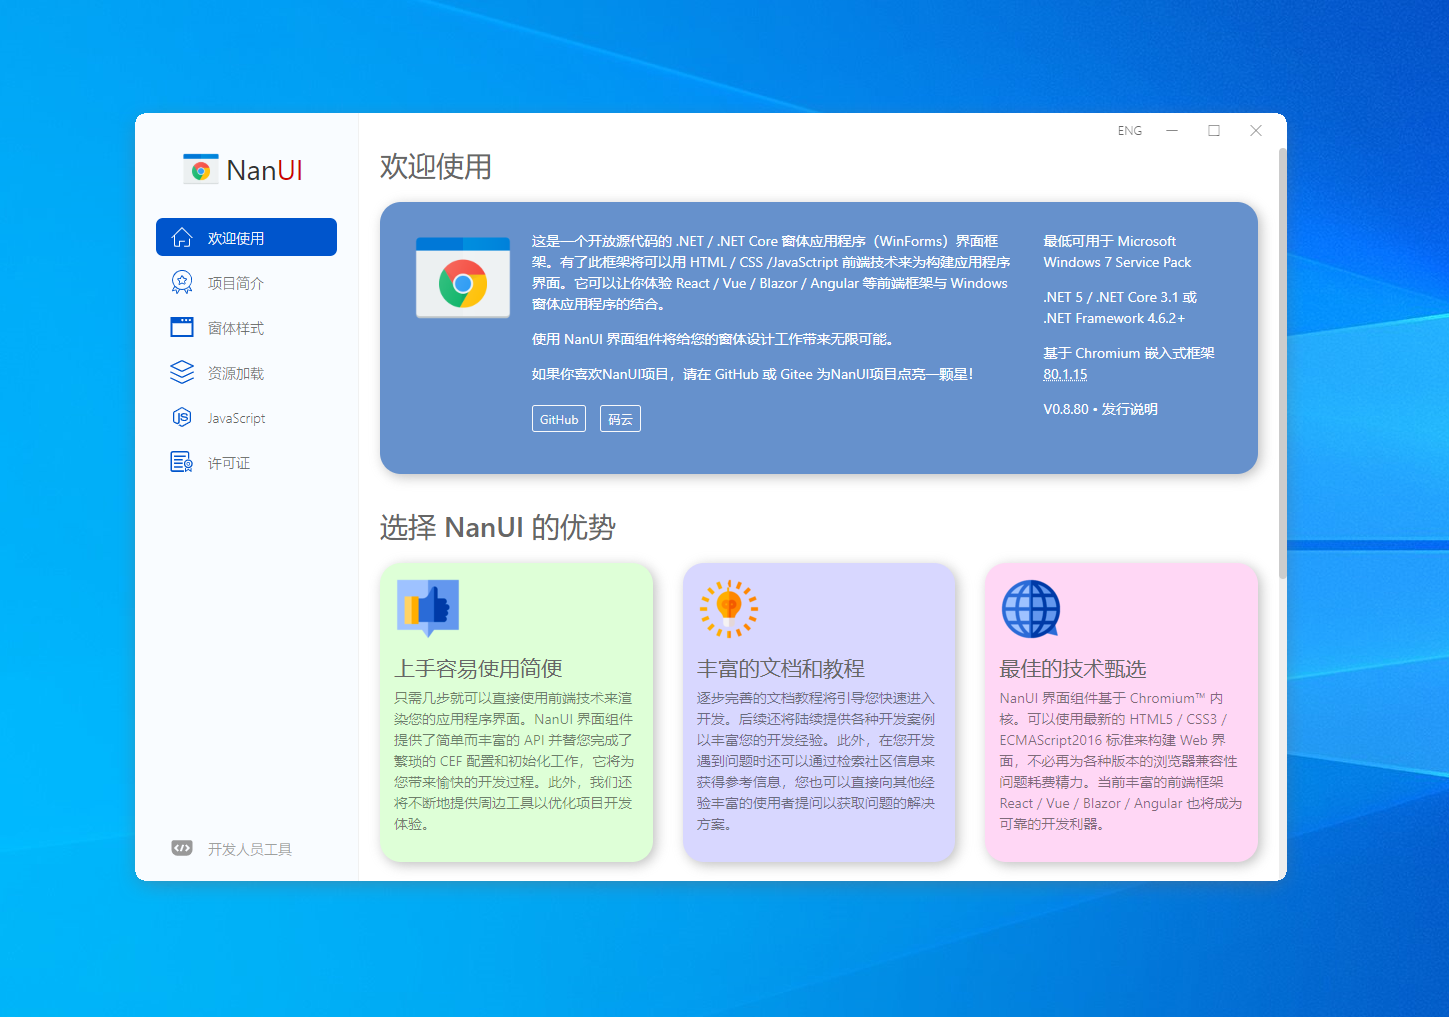 ENG
NanUI
欢迎使用
项目简介
窗体样式
资源加载
JavaScript
许可证
开发人员工具
欢迎使用
这是一个开放源代码的 .NET / .NET Core 窗体应用程序（WinForms）界面框
架。有了此框架将可以用 HTML / CSS /JavaSctript 前端技术来为构建应用程序
界面。它可以让你体验 React / Vue / Blazor / Angular 等前端框架与 Windows
窗体应用程序的结合。
使用 NanUI 界面组件将给您的窗体设计工作带来无限可能。
如果你喜欢NanUI项目，请在 GitHub 或 Gitee 为NanUI项目点亮一颗星！
GitHub 码云
最低可用于 Microsoft
Windows 7 Service Pack
.NET 5 / .NET Core 3.1 或
.NET Framework 4.6.2+
基于 Chromium 嵌入式框架
80.1.15
V0.8.80 • 发行说明
选择 NanUI 的优势
上手容易使用简便
只需几步就可以直接使用前端技术来渲
染您的应用程序界面。NanUI 界面组件
提供了简单而丰富的 API 并替您完成了
繁琐的 CEF 配置和初始化工作，它将为
您带来愉快的开发过程。此外，我们还
将不断地提供周边工具以优化项目开发
体验。
丰富的文档和教程
逐步完善的文档教程将引导您快速进入
开发。后续还将陆续提供各种开发案例
以丰富您的开发经验。此外，在您开发
遇到问题时还可以通过检索社区信息来
获得参考信息，您也可以直接向其他经
验丰富的使用者提问以获取问题的解决
方案。
最佳的技术甄选
NanUI 界面组件基于 Chromium™ 内
核。可以使用最新的 HTML5 / CSS3 /
ECMAScript2016 标准来构建 Web 界
面，不必再为各种版本的浏览器兼容性
问题耗费精力。当前丰富的前端框架
React / Vue / Blazor / Angular 也将成为
可靠的开发利器。